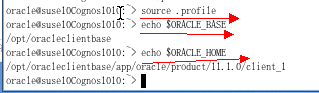 oracle@suse10Cognos1010:~> source .profile
oracle@suse10Cognos1010:~> echo $ORACLE_BASE
/opt/oracleclientbase
oracle@suse10Cognos1010:~> echo $ORACLE_HOME
/opt/oracleclientbase/app/oracle/product/11.1.0/client_1
oracle@suse10Cognos1010:~>